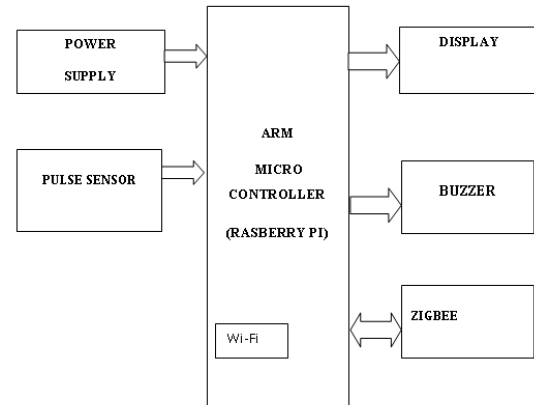 POWER
SUPPLY
PULSE SENSOR
ARM
MICRO
CONTROLLER
(RASBERRY PI)
Wi-Fi
DISPLAY
BUZZER
ZIGBEE